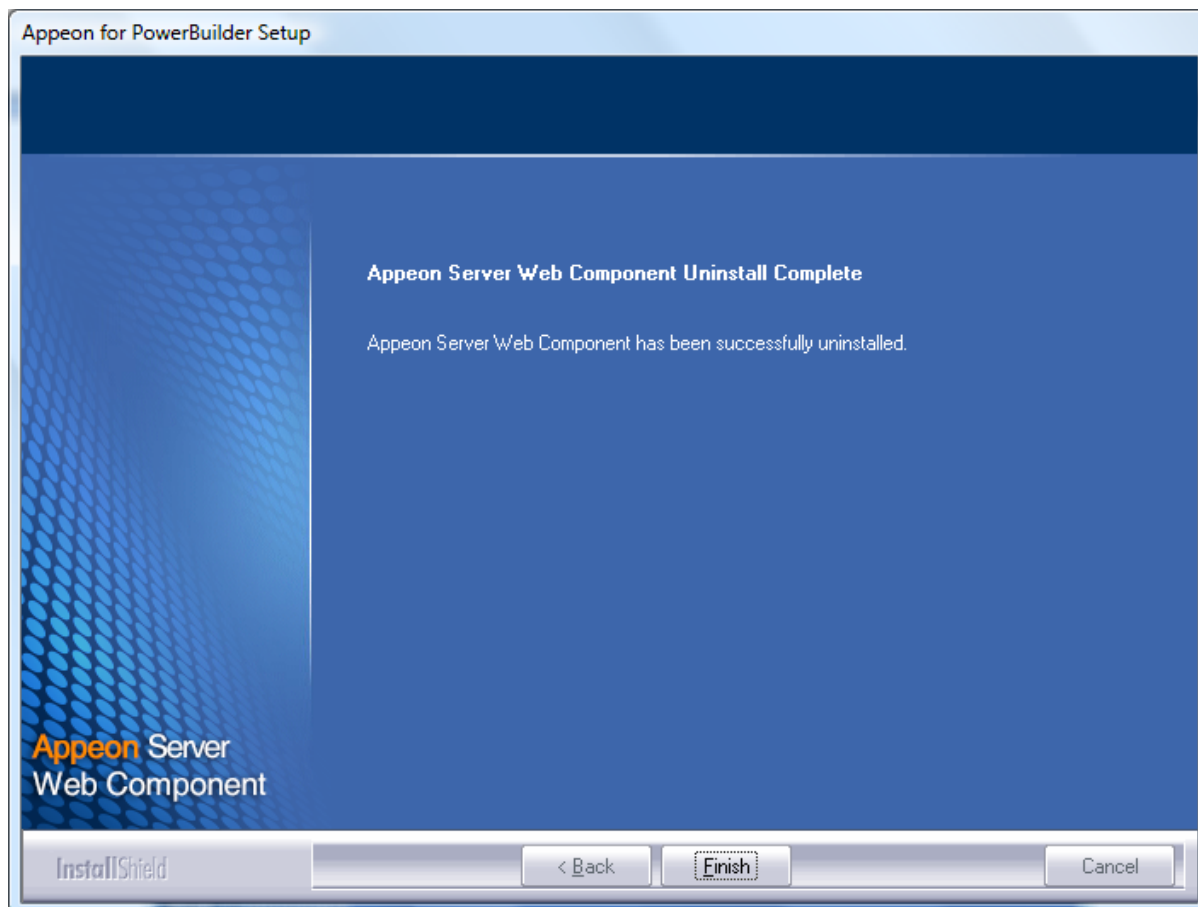 Appeon for PowerBuilder Setup
Appeon Server Web Component Uninstall Complete
Appeon Server Web Component has been successfully uninstalled.
Appeon Server
Web Component
InstallShield
< Back
Finish
Cancel